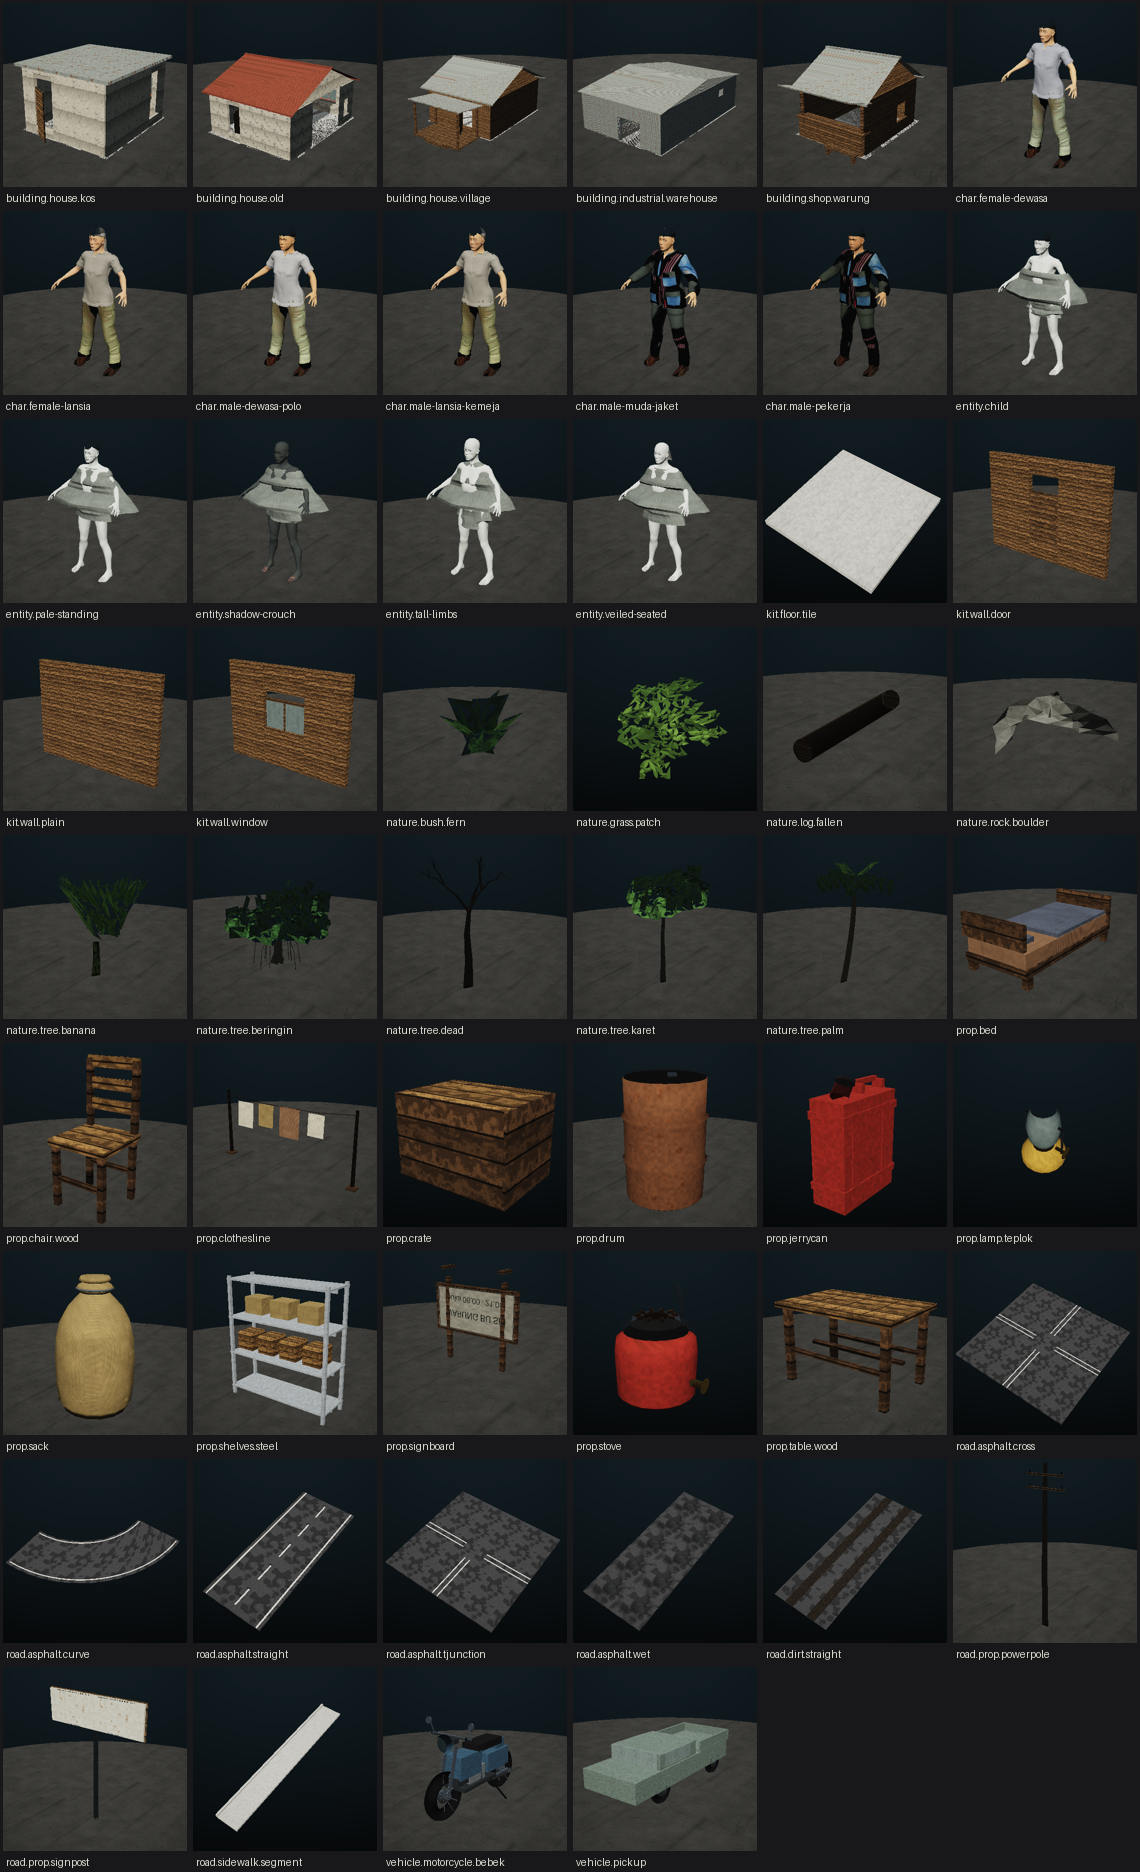 building.house.kos
building.house.old
building.house.village
building.industrial.warehouse
building.shop.warung
char.female-dewasa
char.female-lansia
char.male-dewasa-polo
char.male-lansia-kemeja
char.male-muda-jaket
char.male-pekerja
entity.child
entity.pale-standing
entity.shadow-crouch
entity.tall-limbs
entity.veiled-seated
kit.floor.tile
kit.wall.door
kit.wall.plain
kit.wall.window
nature.bush.fern
nature.grass.patch
nature.log.fallen
nature.rock.boulder
nature.tree.banana
nature.tree.beringin
nature.tree.dead
nature.tree.karet
nature.tree.palm
prop.bed
prop.chair.wood
prop.clothesline
prop.crate
prop.drum
prop.jerrycan
prop.lamp.teplok
prop.sack
prop.shelves.steel
prop.signboard
prop.stove
prop.table.wood
road.asphalt.cross
road.asphalt.curve
road.asphalt.straight
road.asphalt.tjunction
road.asphalt.wet
road.dirt.straight
road.prop.powerpole
road.prop.signpost
road.sidewalk.segment
vehicle.motorcycle.bebek
vehicle.pickup